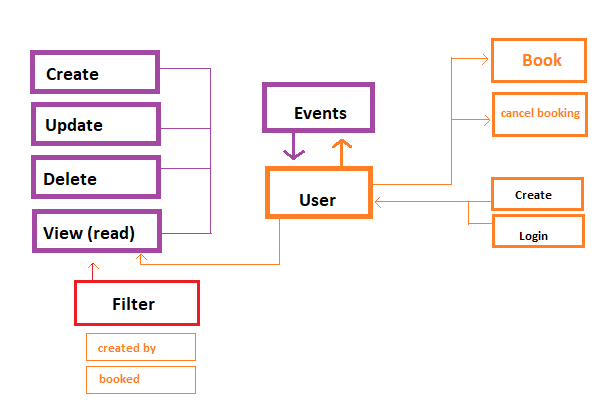 Create
Update
Delete
View (read)
Filter
created by
booked
Events
User
Book
cancel booking
Create
Login